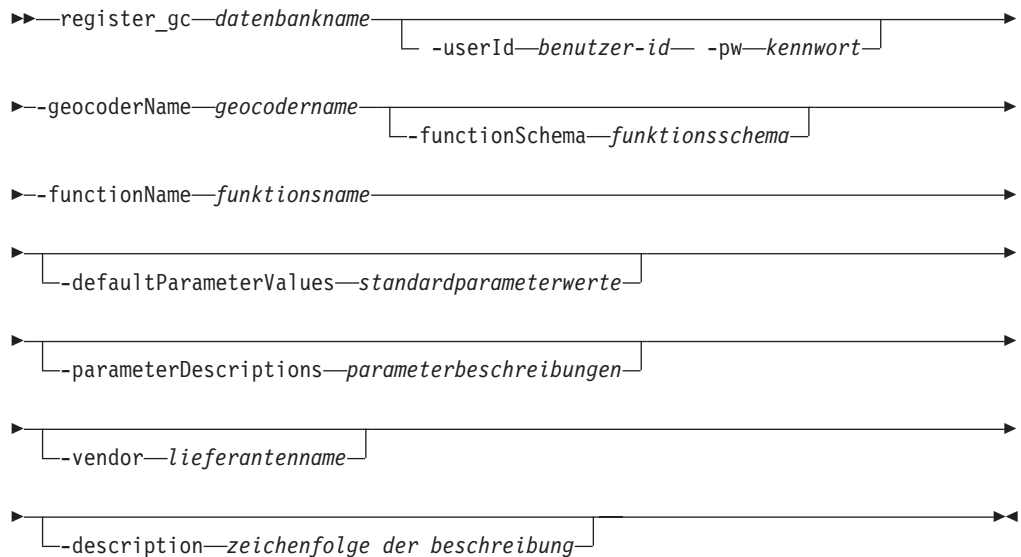 register_gc datenbankname
-userId benutzer-id -pw kennwort
-geocoderName geocodername
-functionSchema funktionsschema
-functionName funktionsname
-defaultParameterValues standardparameterwerte
-parameterDescriptions parameterbeschreibungen
-vendor lieferantenname
-description zeichenfolge der beschreibung